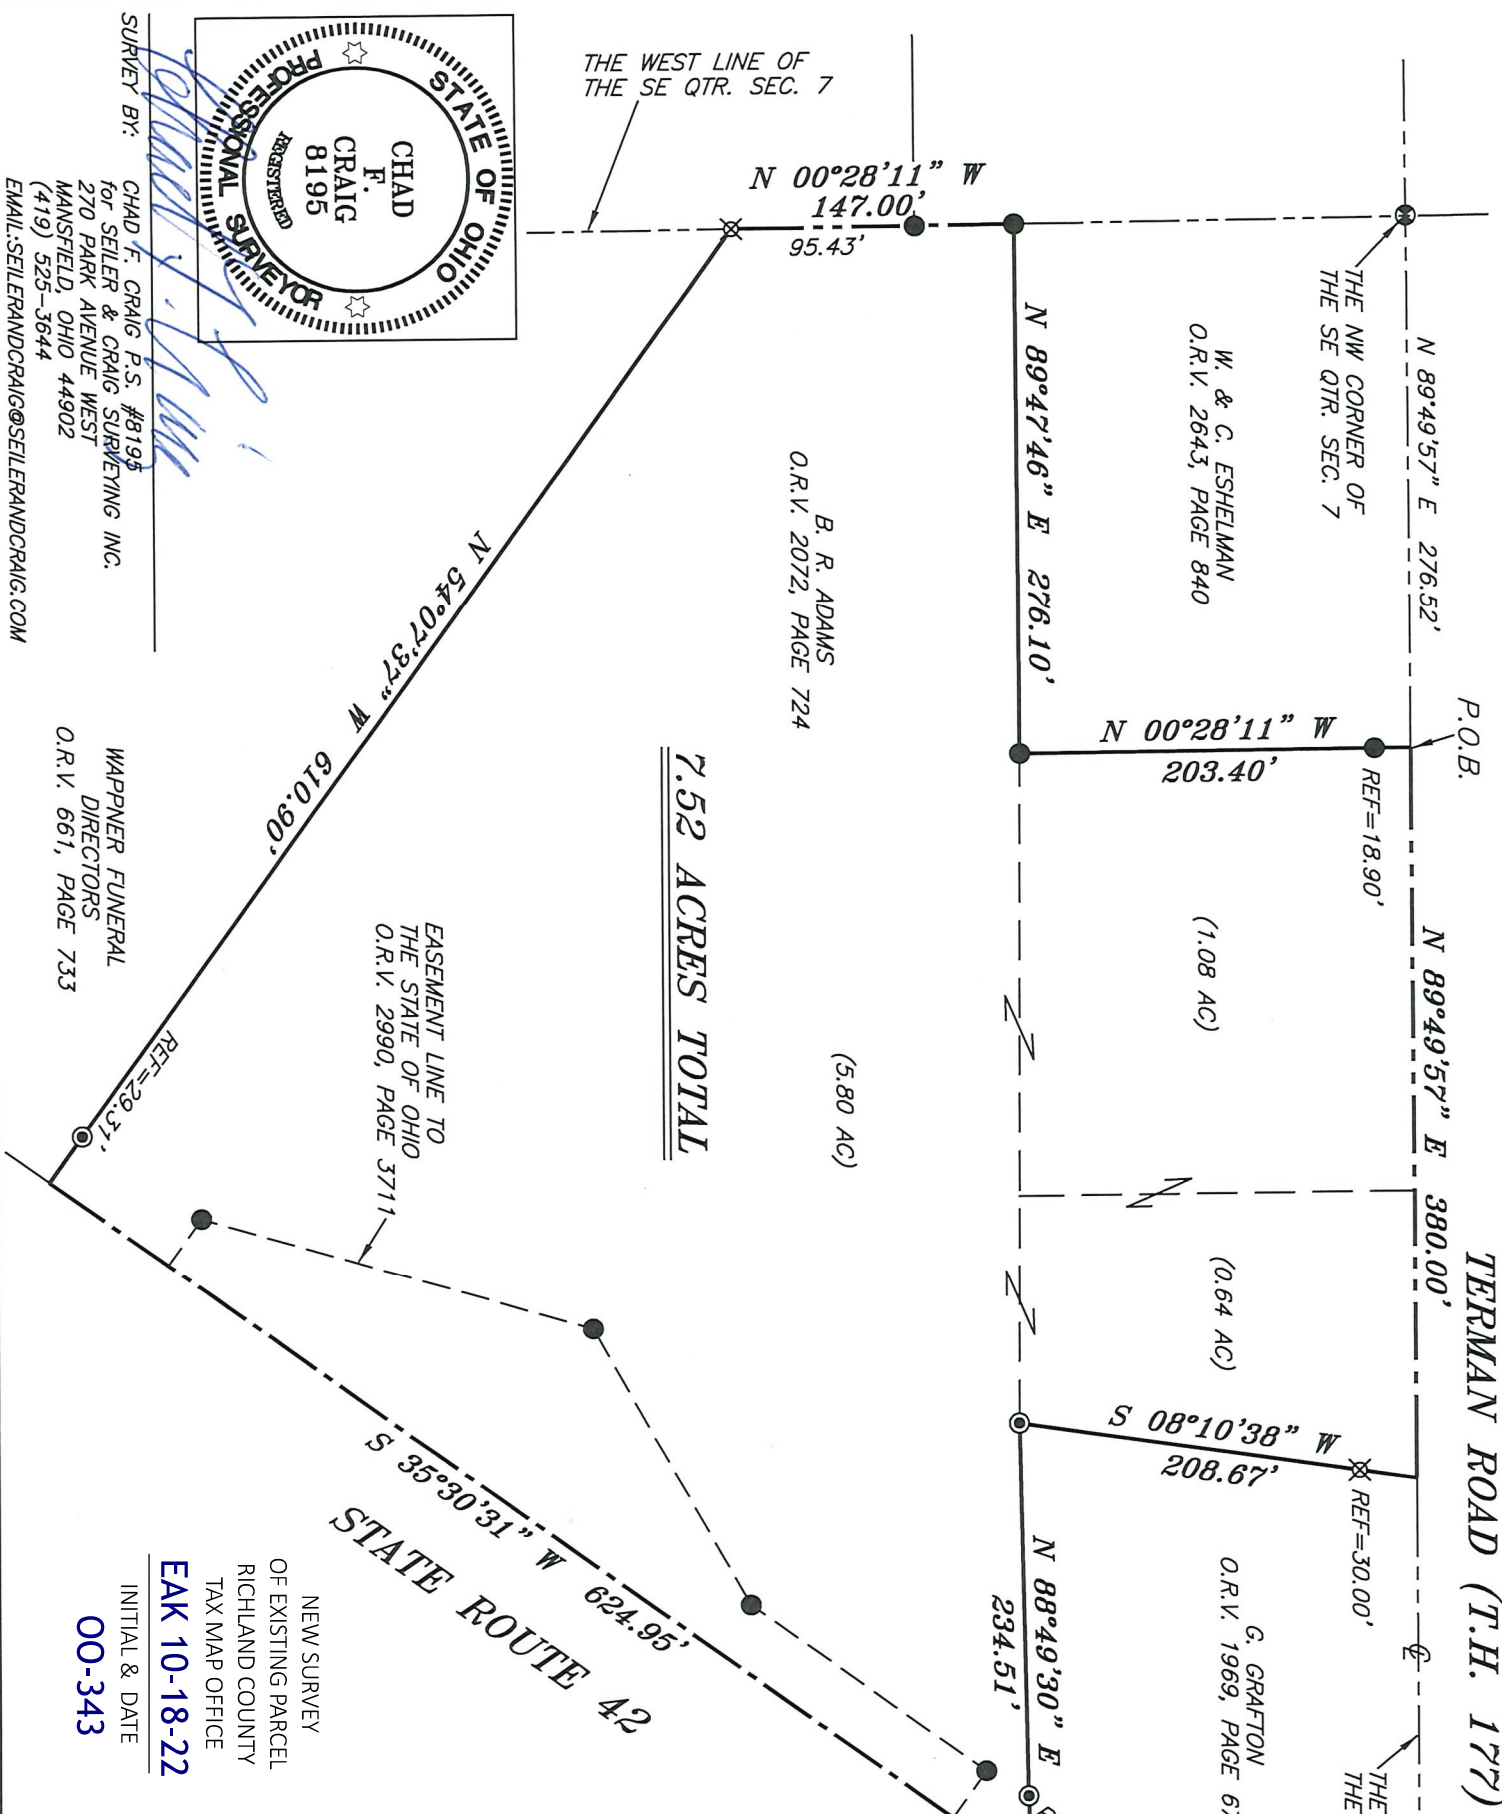 TERMAN ROAD (T.H. 177)
P.O.B.
N 89°49'57" E 276.52'
N 89°49'57" E 380.00'
THE NW CORNER OF
THE SE QTR. SEC. 7
REF=18.90'
REF=30.00'
THE
THE
W. & C. ESHELMAN
O.R.V. 2643, PAGE 840
N 00°28'11" W
203.40'
(1.08 AC)
(0.64 AC)
S 08°10'38" W
208.67'
G. GRAFTON
O.R.V. 1969, PAGE 67
N 89°47'46" E 276.10'
N 88°49'30" E
234.51'
THE WEST LINE OF
THE SE QTR. SEC. 7
N 00°28'11" W
147.00'
95.43'
B. R. ADAMS
O.R.V. 2072, PAGE 724
(5.80 AC)
7.52 ACRES TOTAL
N 54°07'37" W 610.90'
EASEMENT LINE TO
THE STATE OF OHIO
O.R.V. 2990, PAGE 3711
S 35°30'31" W 624.95'
STATE ROUTE 42
REF=29.31'
WAPPNER FUNERAL
DIRECTORS
O.R.V. 661, PAGE 733
STATE OF OHIO
CHAD
F.
CRAIG
8195
REGISTERED
PROFESSIONAL SURVEYOR
SURVEY BY:
CHAD F. CRAIG P.S. #8195
for SEILER & CRAIG SURVEYING INC.
270 PARK AVENUE WEST
MANSFIELD, OHIO 44902
(419) 525-3644
EMAIL:SEILERANDCRAIG@SEILERANDCRAIG.COM
NEW SURVEY
OF EXISTING PARCEL
RICHLAND COUNTY
TAX MAP OFFICE
EAK 10-18-22
INITIAL & DATE
OO-343